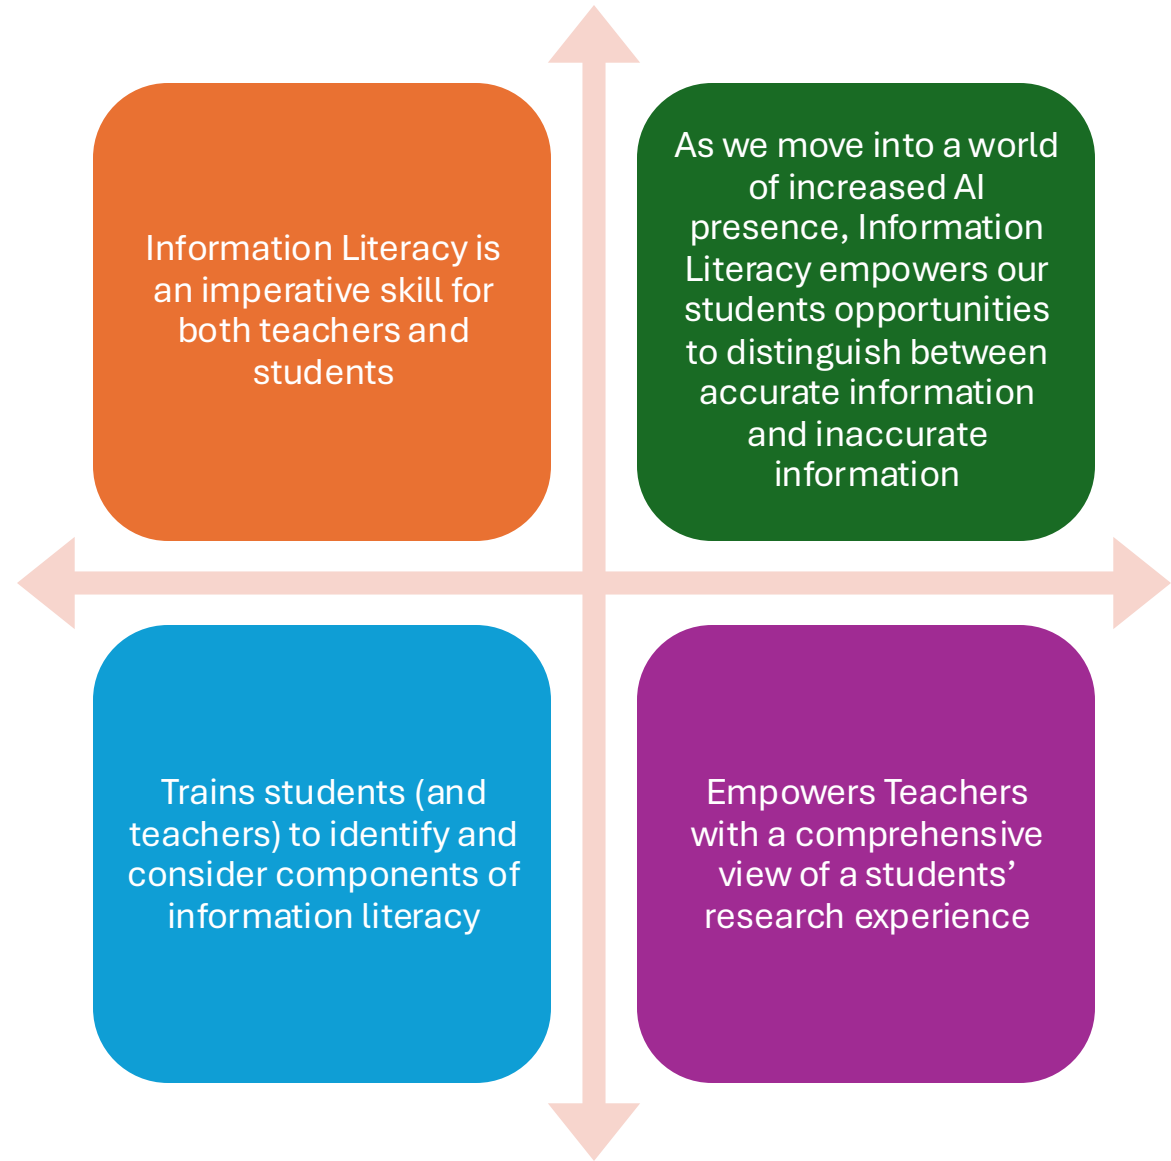 Information Literacy is
an imperative skill for
both teachers and
students
As we move into a world
of increased AI
presence, Information
Literacy empowers our
students opportunities
to distinguish between
accurate information
and inaccurate
information
Trains students (and
teachers) to identify and
consider components of
information literacy
Empowers Teachers
with a comprehensive
view of a students’
research experience